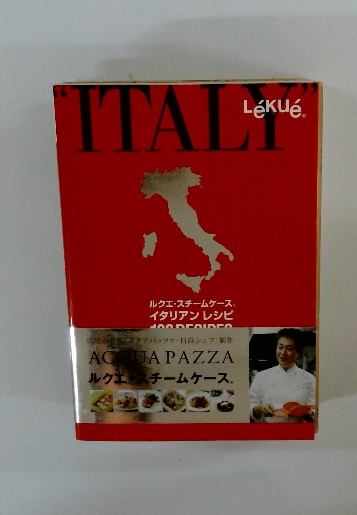 "ITALY"
LéKué®
ルクエ・スチームケース®
イタリアン レシピ
ACQUA PAZZA
ルクエ スチームケース®